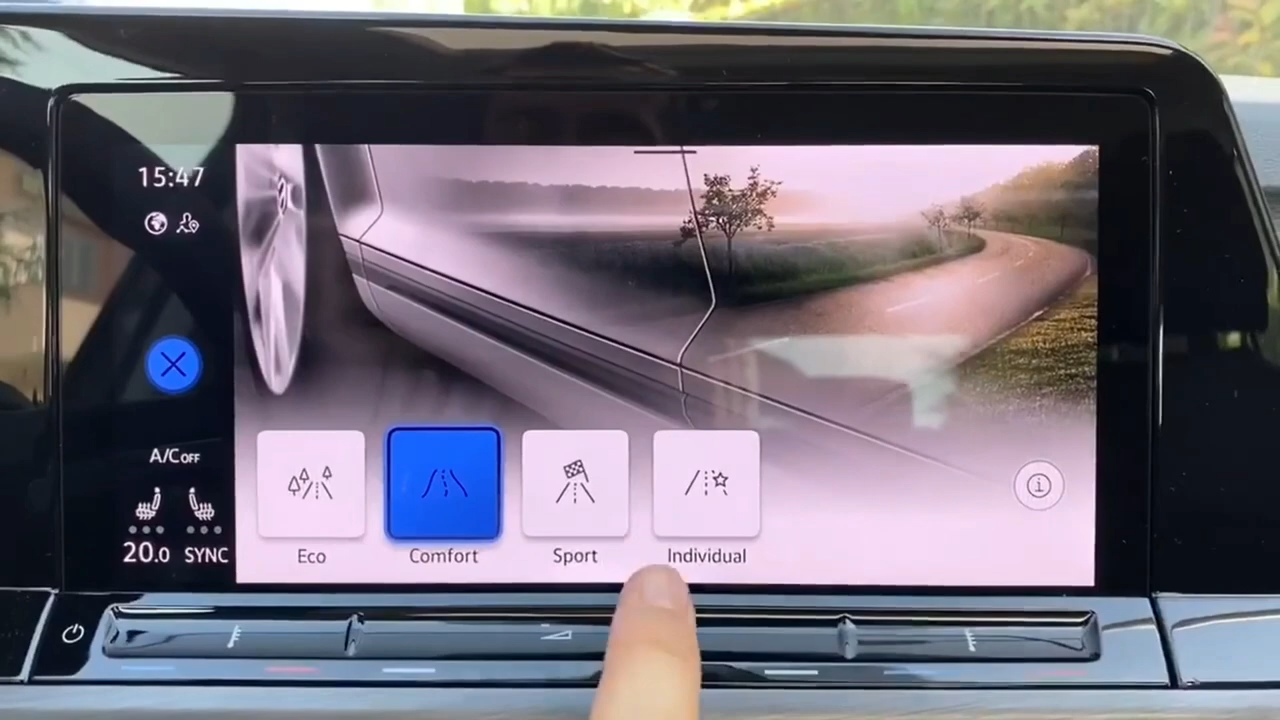 15:47
A/C OFF
20.0 SYNC
Eco
Comfort
Sport
Individual